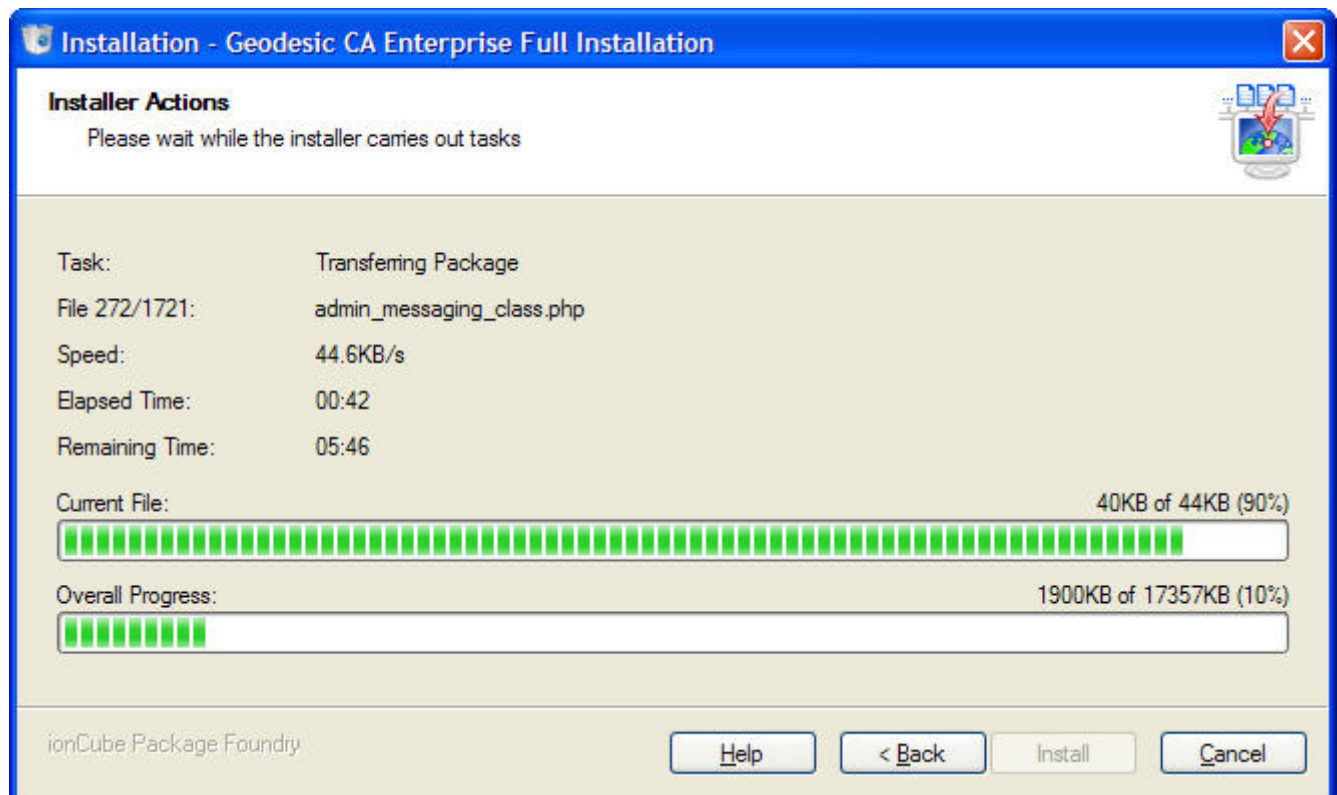 Installation - Geodesic CA Enterprise Full Installation
Installer Actions
Please wait while the installer carries out tasks
Task: Transferring Package
File 272/1721: admin_messaging_class.php
Speed: 44.6KB/s
Elapsed Time: 00:42
Remaining Time: 05:46
Current File: 40KB of 44KB (90%)
Overall Progress: 1900KB of 17357KB (10%)
ionCube Package Foundry Help < Back Install Cancel